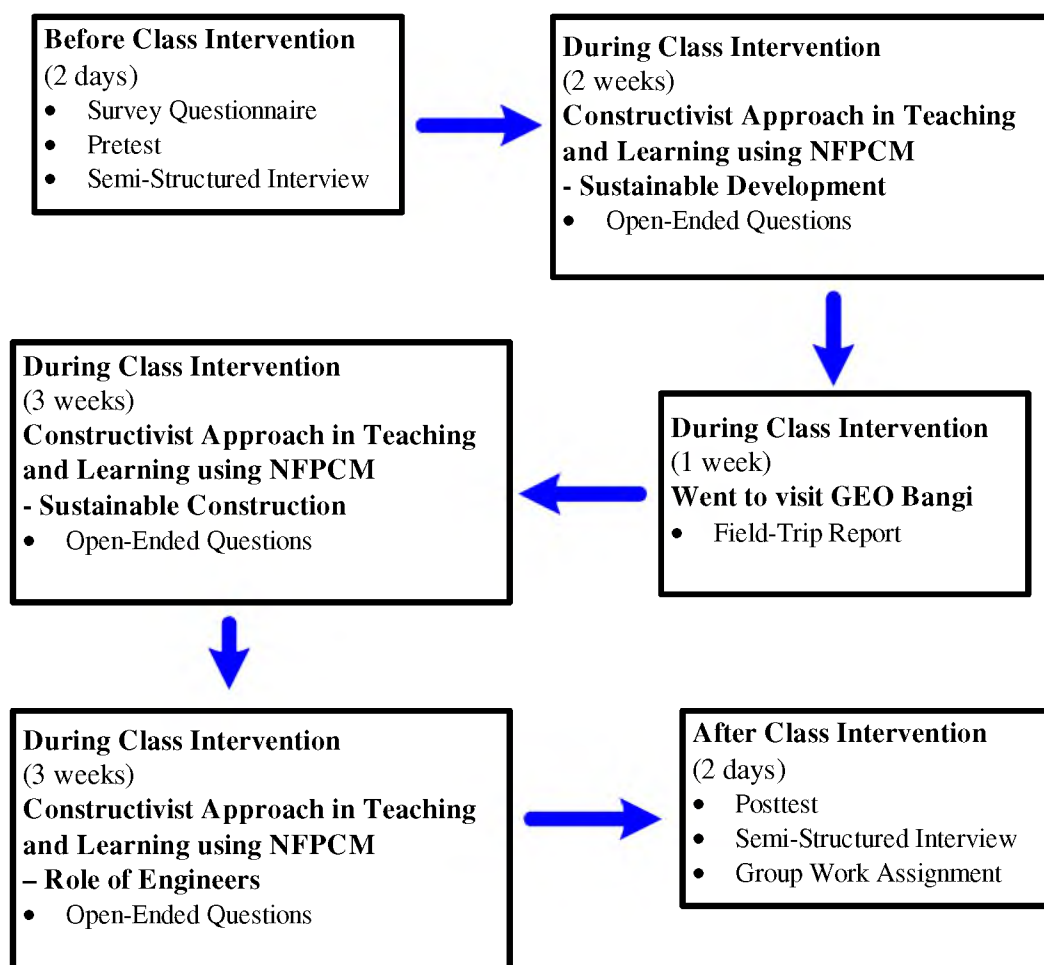 Before Class Intervention
(2 days)
• Survey Questionnaire
• Pretest
• Semi-Structured Interview
During Class Intervention
(2 weeks)
Constructivist Approach in Teaching
and Learning using NFPCM
- Sustainable Development
• Open-Ended Questions
During Class Intervention
(1 week)
Went to visit GEO Bangi
• Field-Trip Report
During Class Intervention
(3 weeks)
Constructivist Approach in Teaching
and Learning using NFPCM
- Sustainable Construction
• Open-Ended Questions
During Class Intervention
(3 weeks)
Constructivist Approach in Teaching
and Learning using NFPCM
– Role of Engineers
• Open-Ended Questions
After Class Intervention
(2 days)
• Posttest
• Semi-Structured Interview
• Group Work Assignment